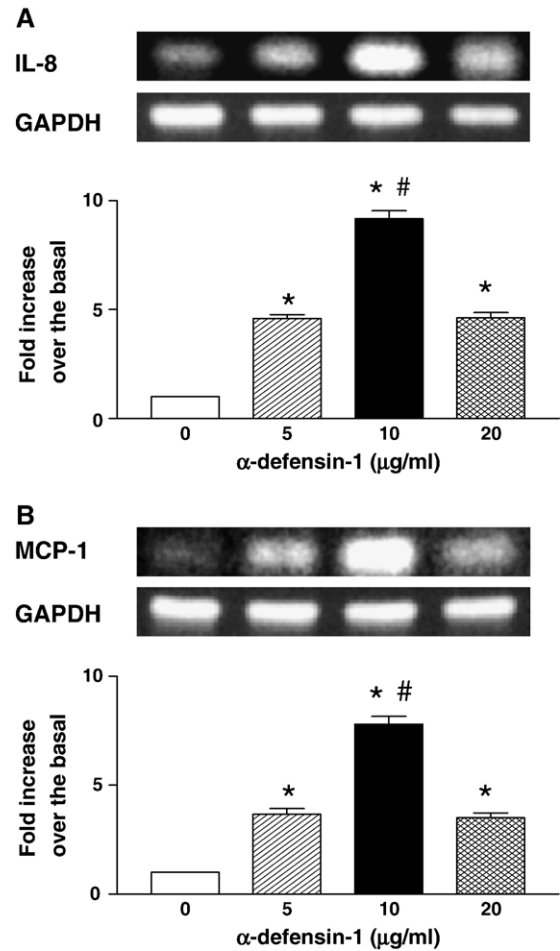 A
IL-8
GAPDH
Fold increase
over the basal
10
5
0
*
* #
*
0 5 10 20
α-defensin-1 (μg/ml)
B
MCP-1
GAPDH
Fold increase
over the basal
10
5
0
*
* #
*
0 5 10 20
α-defensin-1 (μg/ml)